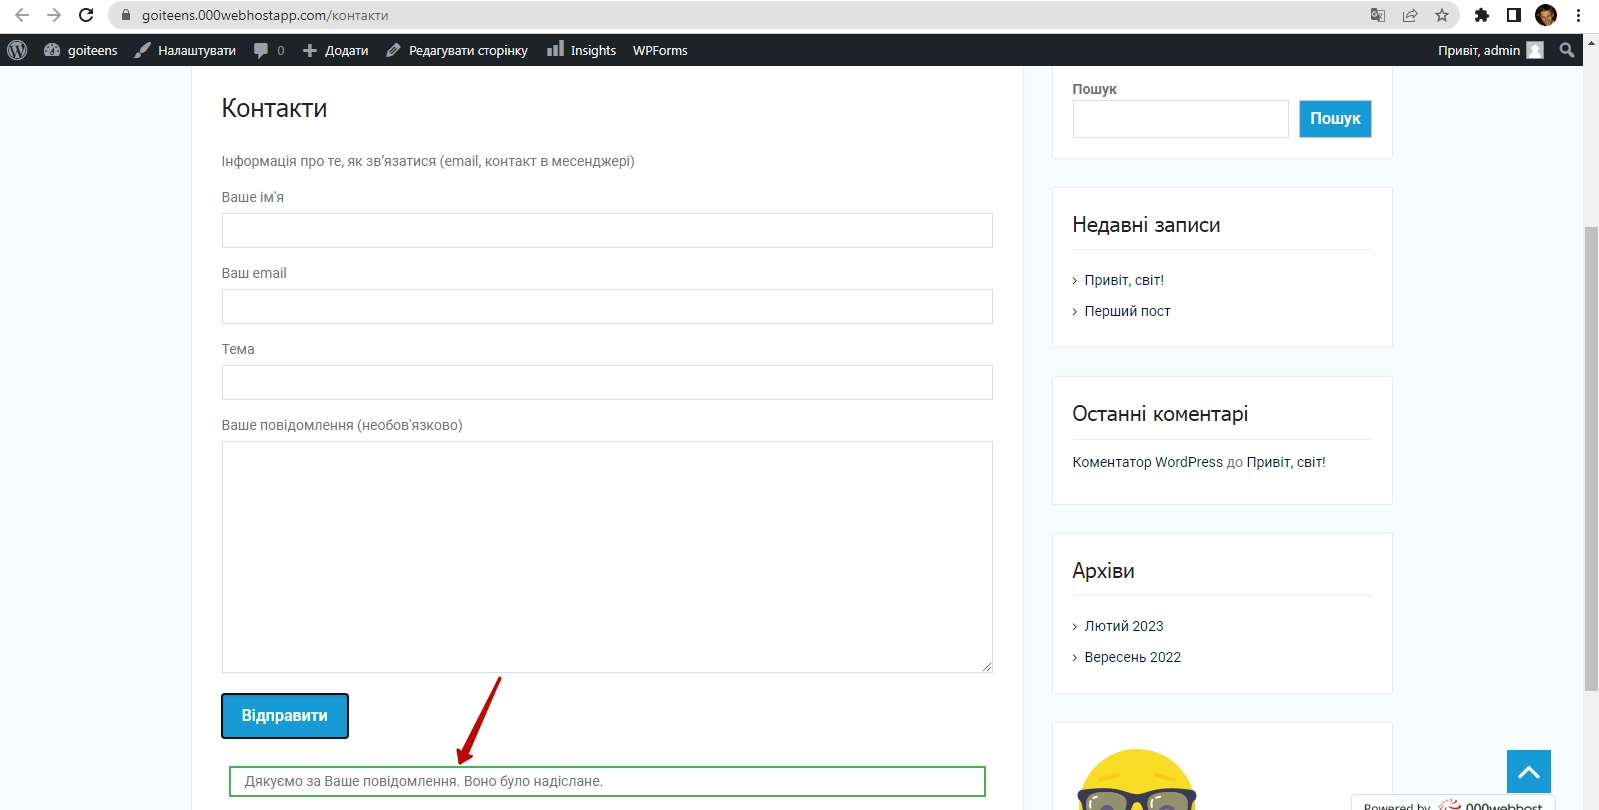 goiteens.000webhostapp.com/контакти
goiteens Налаштувати 0 Додати Редагувати сторінку Insights WPForms Привіт, admin
Контакти
Інформація про те, як зв’язатися (email, контакт в месенджері)
Ваше ім'я
Ваш email
Тема
Ваше повідомлення (необов'язково)
Відправити
Дякуємо за Ваше повідомлення. Воно було надіслане.
Пошук
Пошук
Недавні записи
Привіт, світ!
Перший пост
Останні коментарі
Коментатор WordPress до Привіт, світ!
Архіви
Лютий 2023
Вересень 2022
Powered by 000webhost